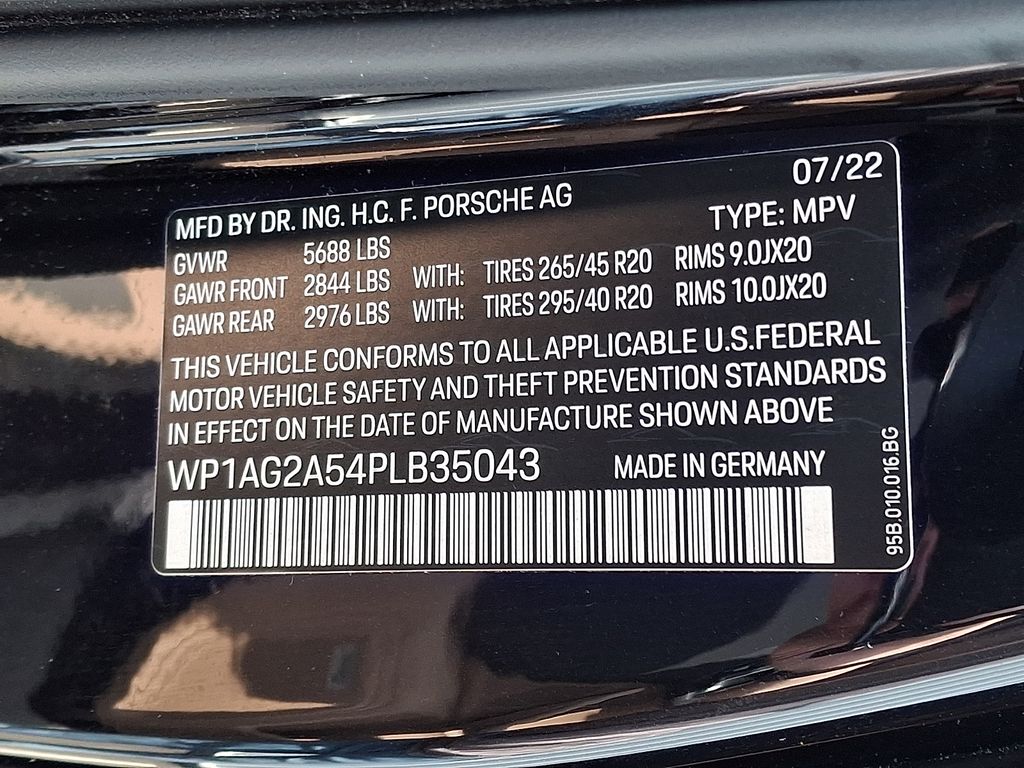 07/22
MFD BY DR. ING. H.C. F. PORSCHE AG
TYPE: MPV
GVWR 5688 LBS
GAWR FRONT 2844 LBS WITH: TIRES 265/45 R20 RIMS 9.0JX20
GAWR REAR 2976 LBS WITH: TIRES 295/40 R20 RIMS 10.0JX20
THIS VEHICLE CONFORMS TO ALL APPLICABLE U.S.FEDERAL
MOTOR VEHICLE SAFETY AND THEFT PREVENTION STANDARDS
IN EFFECT ON THE DATE OF MANUFACTURE SHOWN ABOVE
WP1AG2A54PLB35043 MADE IN GERMANY
95B.010.016.BG